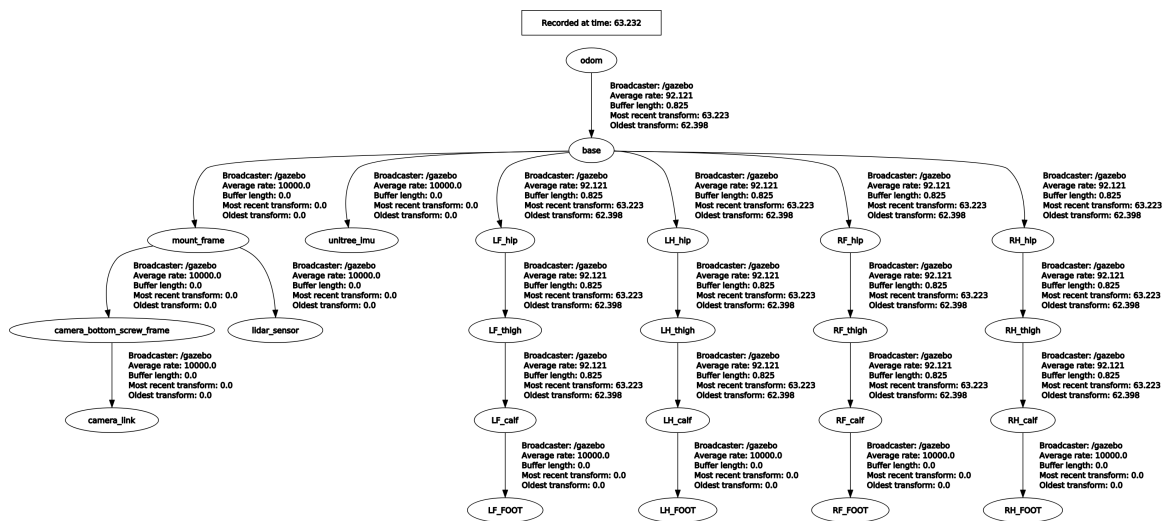 Recorded at time: 63.232
odom
Broadcaster: /gazebo
Average rate: 92.121
Buffer length: 0.825
Most recent transform: 63.223
Oldest transform: 62.398
base
Broadcaster: /gazebo
Average rate: 10000.0
Buffer length: 0.0
Most recent transform: 0.0
Oldest transform: 0.0
Broadcaster: /gazebo
Average rate: 10000.0
Buffer length: 0.0
Most recent transform: 0.0
Oldest transform: 0.0
Broadcaster: /gazebo
Average rate: 92.121
Buffer length: 0.825
Most recent transform: 63.223
Oldest transform: 62.398
Broadcaster: /gazebo
Average rate: 92.121
Buffer length: 0.825
Most recent transform: 63.223
Oldest transform: 62.398
Broadcaster: /gazebo
Average rate: 92.121
Buffer length: 0.825
Most recent transform: 63.223
Oldest transform: 62.398
Broadcaster: /gazebo
Average rate: 92.121
Buffer length: 0.825
Most recent transform: 63.223
Oldest transform: 62.398
mount_frame
unitree_imu
LF_hip
LH_hip
RF_hip
RH_hip
Broadcaster: /gazebo
Average rate: 10000.0
Buffer length: 0.0
Most recent transform: 0.0
Oldest transform: 0.0
Broadcaster: /gazebo
Average rate: 10000.0
Buffer length: 0.0
Most recent transform: 0.0
Oldest transform: 0.0
Broadcaster: /gazebo
Average rate: 92.121
Buffer length: 0.825
Most recent transform: 63.223
Oldest transform: 62.398
Broadcaster: /gazebo
Average rate: 92.121
Buffer length: 0.825
Most recent transform: 63.223
Oldest transform: 62.398
Broadcaster: /gazebo
Average rate: 92.121
Buffer length: 0.825
Most recent transform: 63.223
Oldest transform: 62.398
Broadcaster: /gazebo
Average rate: 92.121
Buffer length: 0.825
Most recent transform: 63.223
Oldest transform: 62.398
camera_bottom_screw_frame
lidar_sensor
LF_thigh
LH_thigh
RF_thigh
RH_thigh
Broadcaster: /gazebo
Average rate: 10000.0
Buffer length: 0.0
Most recent transform: 0.0
Oldest transform: 0.0
Broadcaster: /gazebo
Average rate: 92.121
Buffer length: 0.825
Most recent transform: 63.223
Oldest transform: 62.398
Broadcaster: /gazebo
Average rate: 92.121
Buffer length: 0.825
Most recent transform: 63.223
Oldest transform: 62.398
Broadcaster: /gazebo
Average rate: 92.121
Buffer length: 0.825
Most recent transform: 63.223
Oldest transform: 62.398
Broadcaster: /gazebo
Average rate: 92.121
Buffer length: 0.825
Most recent transform: 63.223
Oldest transform: 62.398
camera_link
LF_calf
LH_calf
RF_calf
RH_calf
Broadcaster: /gazebo
Average rate: 10000.0
Buffer length: 0.0
Most recent transform: 0.0
Oldest transform: 0.0
Broadcaster: /gazebo
Average rate: 10000.0
Buffer length: 0.0
Most recent transform: 0.0
Oldest transform: 0.0
Broadcaster: /gazebo
Average rate: 10000.0
Buffer length: 0.0
Most recent transform: 0.0
Oldest transform: 0.0
Broadcaster: /gazebo
Average rate: 10000.0
Buffer length: 0.0
Most recent transform: 0.0
Oldest transform: 0.0
LF_FOOT
LH_FOOT
RF_FOOT
RH_FOOT